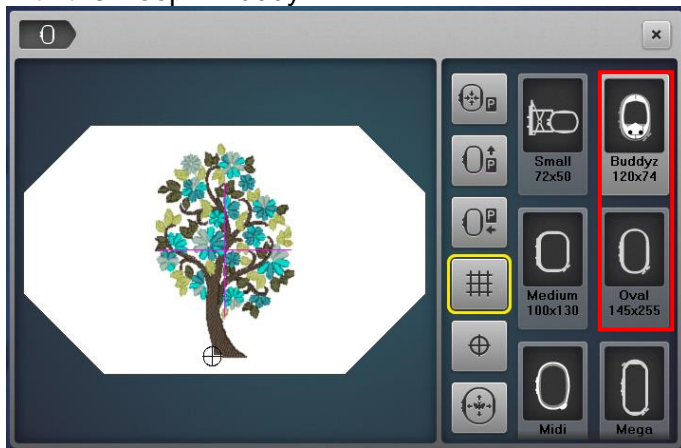 P
P
P
Small
72x50
Buddyz
120x74
Medium
100x130
Oval
145x255
Midi
Mega